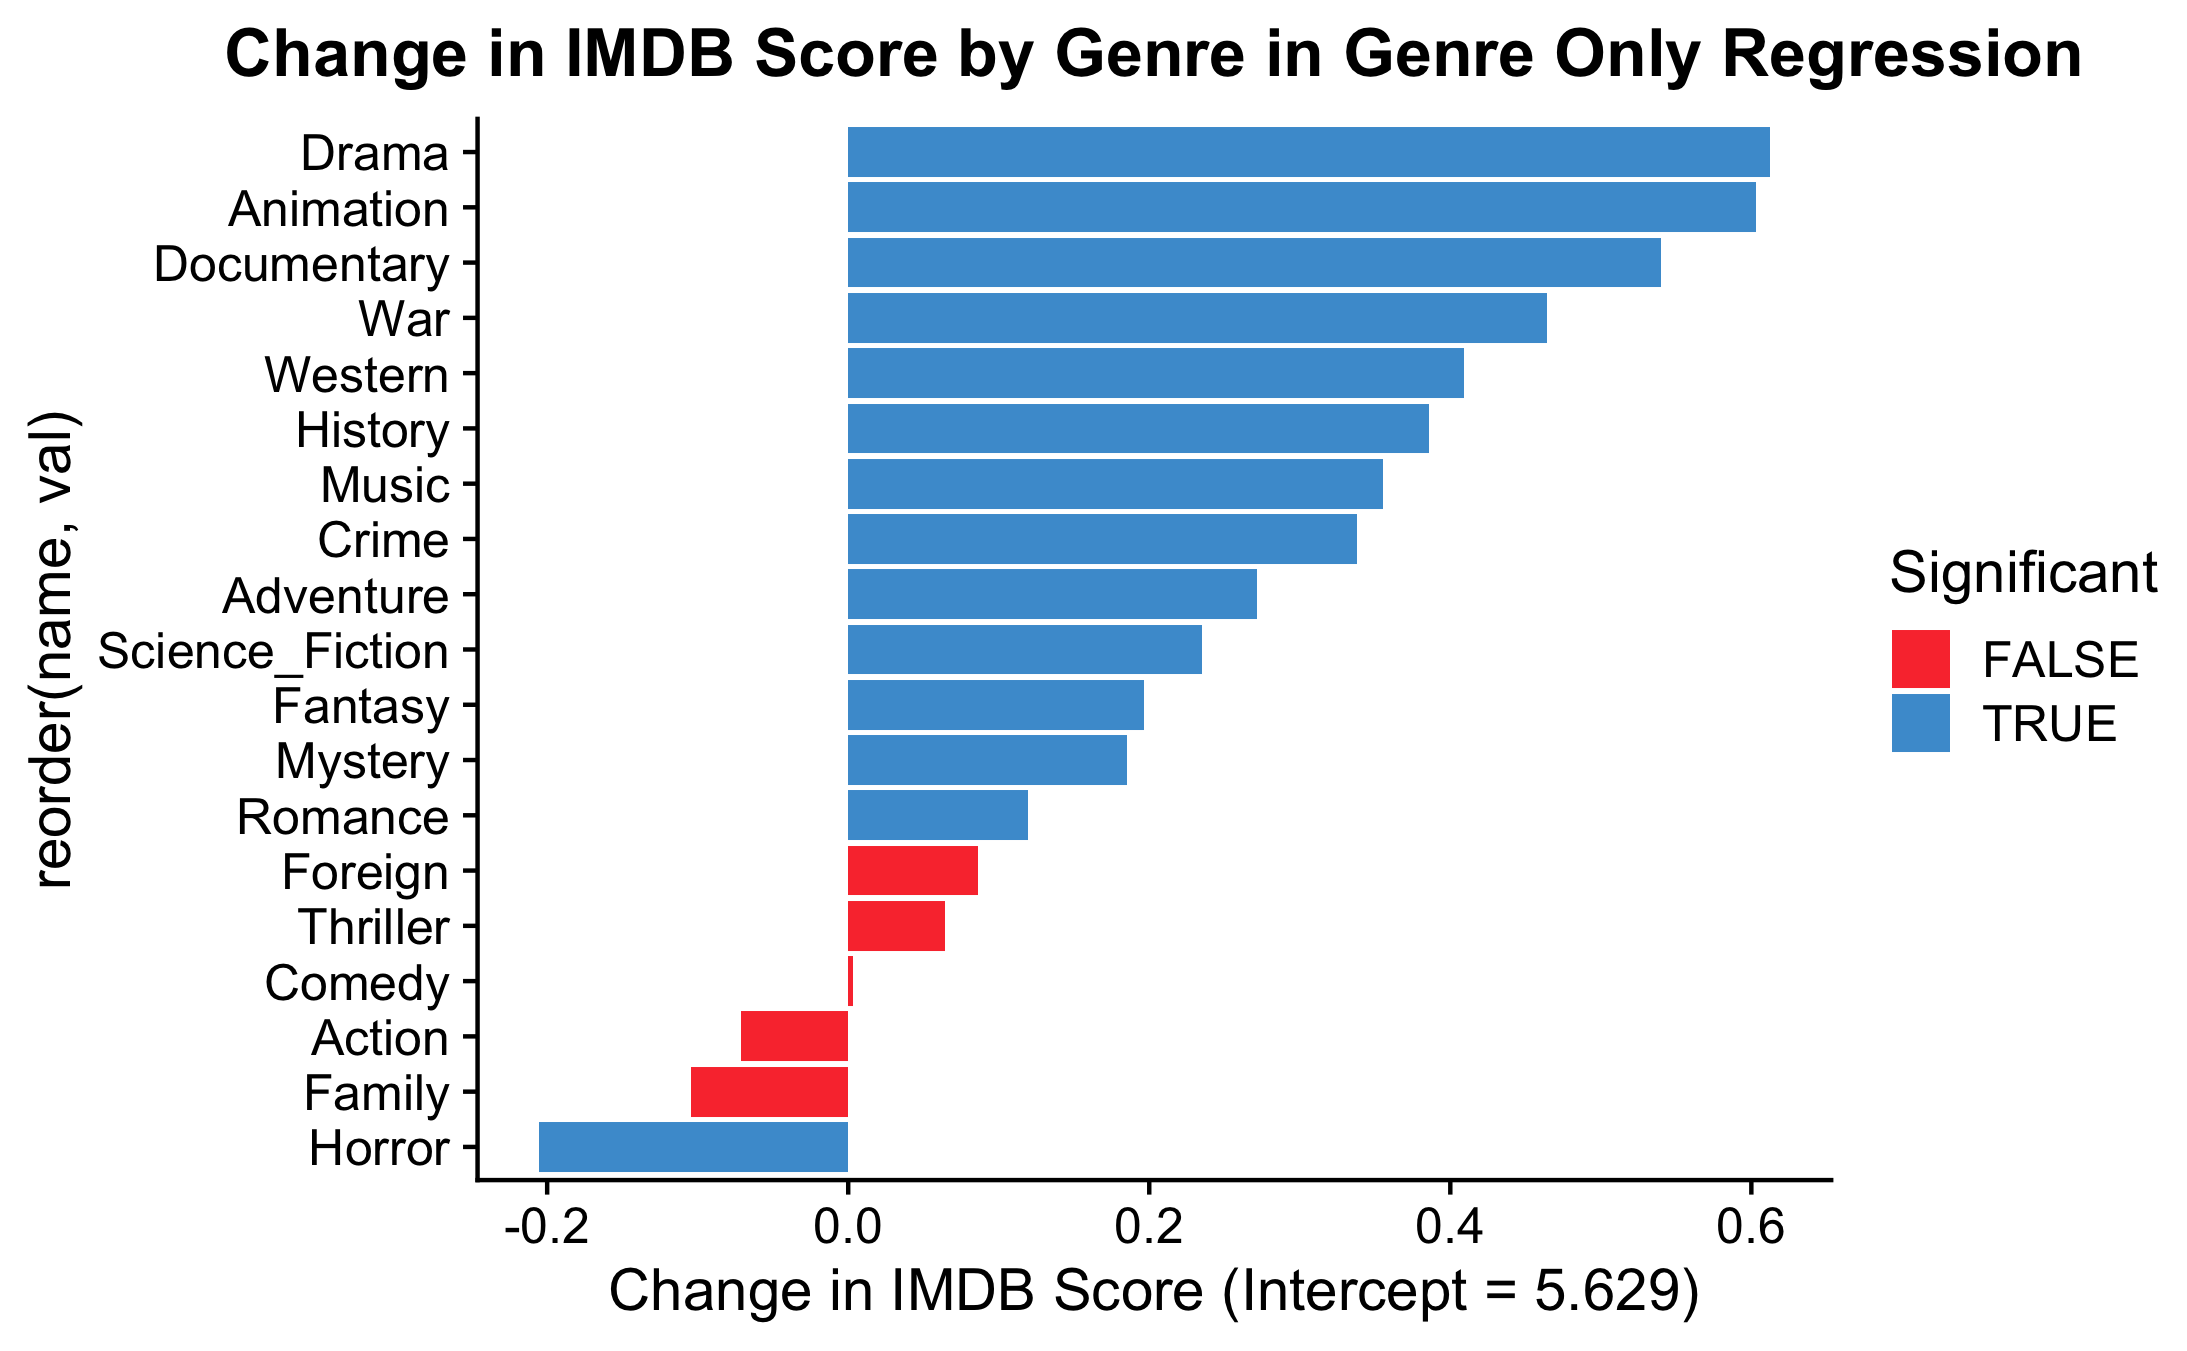 Change in IMDB Score by Genre in Genre Only Regression
reorder(name, val)
Drama
Animation
Documentary
War
Western
History
Music
Crime
Adventure
Science_Fiction
Fantasy
Mystery
Romance
Foreign
Thriller
Comedy
Action
Family
Horror
-0.2 0.0 0.2 0.4 0.6
Change in IMDB Score (Intercept = 5.629)
Significant
FALSE
TRUE